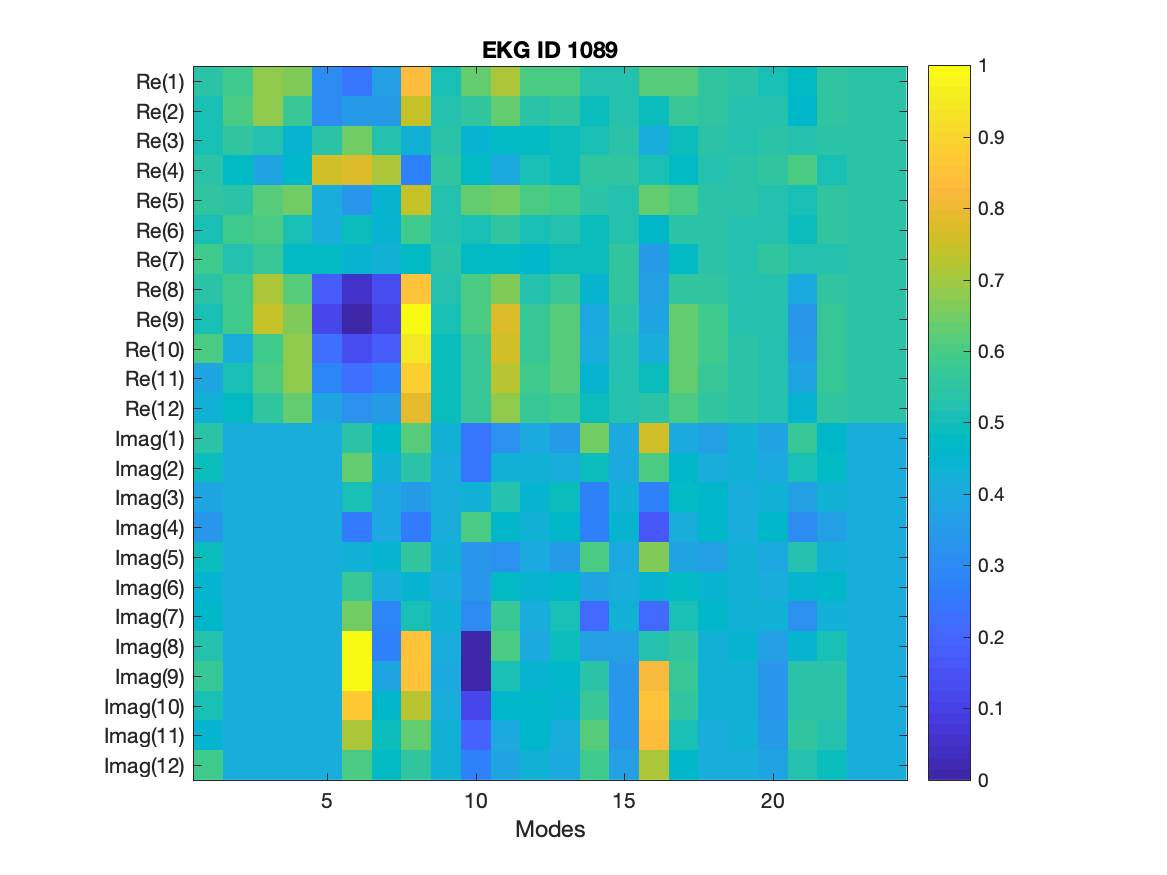 EKG ID 1089
Re(1)
Re(2)
Re(3)
Re(4)
Re(5)
Re(6)
Re(7)
Re(8)
Re(9)
Re(10)
Re(11)
Re(12)
Imag(1)
Imag(2)
Imag(3)
Imag(4)
Imag(5)
Imag(6)
Imag(7)
Imag(8)
Imag(9)
Imag(10)
Imag(11)
Imag(12)
5 10 15 20
Modes
1
0.9
0.8
0.7
0.6
0.5
0.4
0.3
0.2
0.1
0